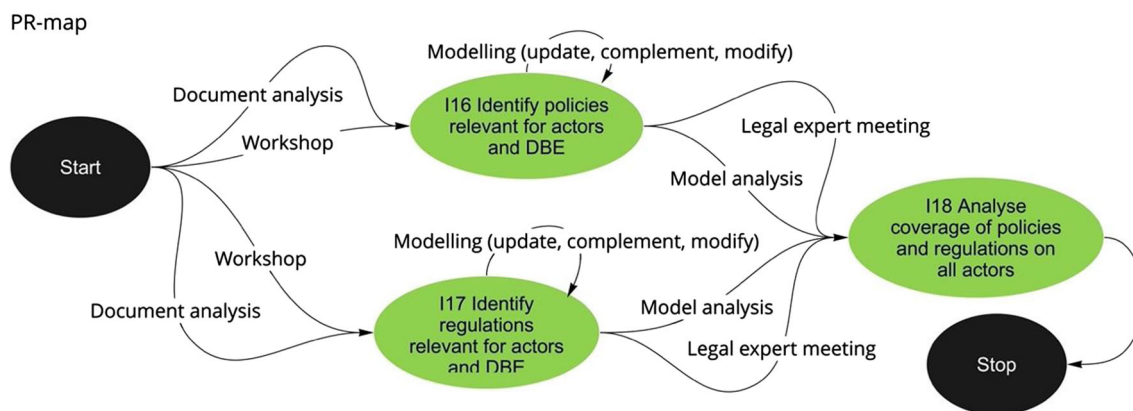 PR-map
Modelling (update, complement, modify)
Document analysis
Workshop
I16 Identify policies
relevant for actors
and DBE
Legal expert meeting
Model analysis
Start
I18 Analyse
coverage of policies
and regulations on
all actors
Workshop
Document analysis
Modelling (update, complement, modify)
I17 Identify
regulations
relevant for actors
and DBE
Model analysis
Legal expert meeting
Stop